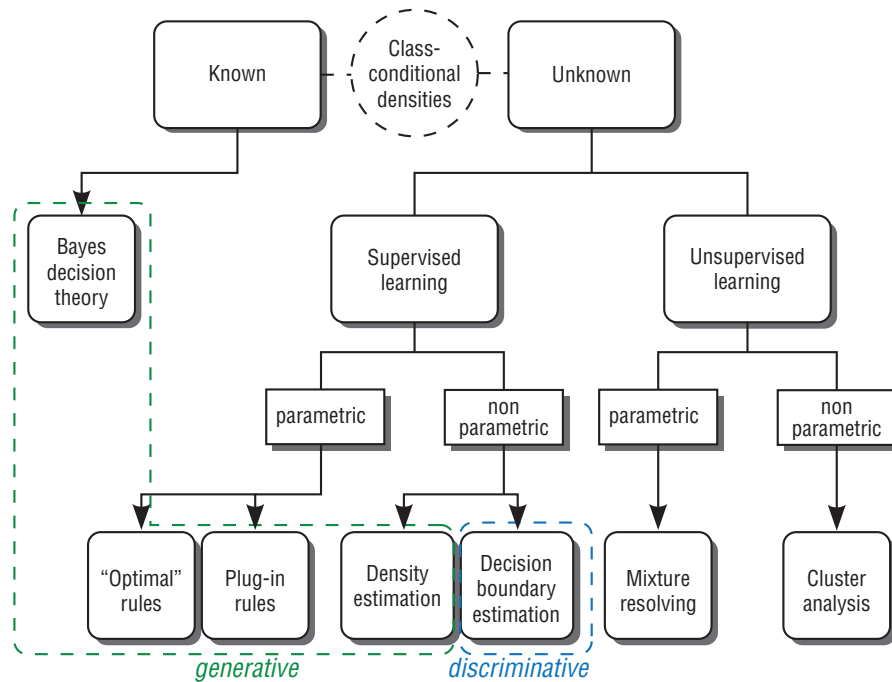 Known
Class-
conditional
densities
Unknown
Bayes
decision
theory
Supervised
learning
Unsupervised
learning
parametric
non
parametric
parametric
non
parametric
“Optimal”
rules
Plug-in
rules
Density
estimation
Decision
boundary
estimation
Mixture
resolving
Cluster
analysis
generative
discriminative